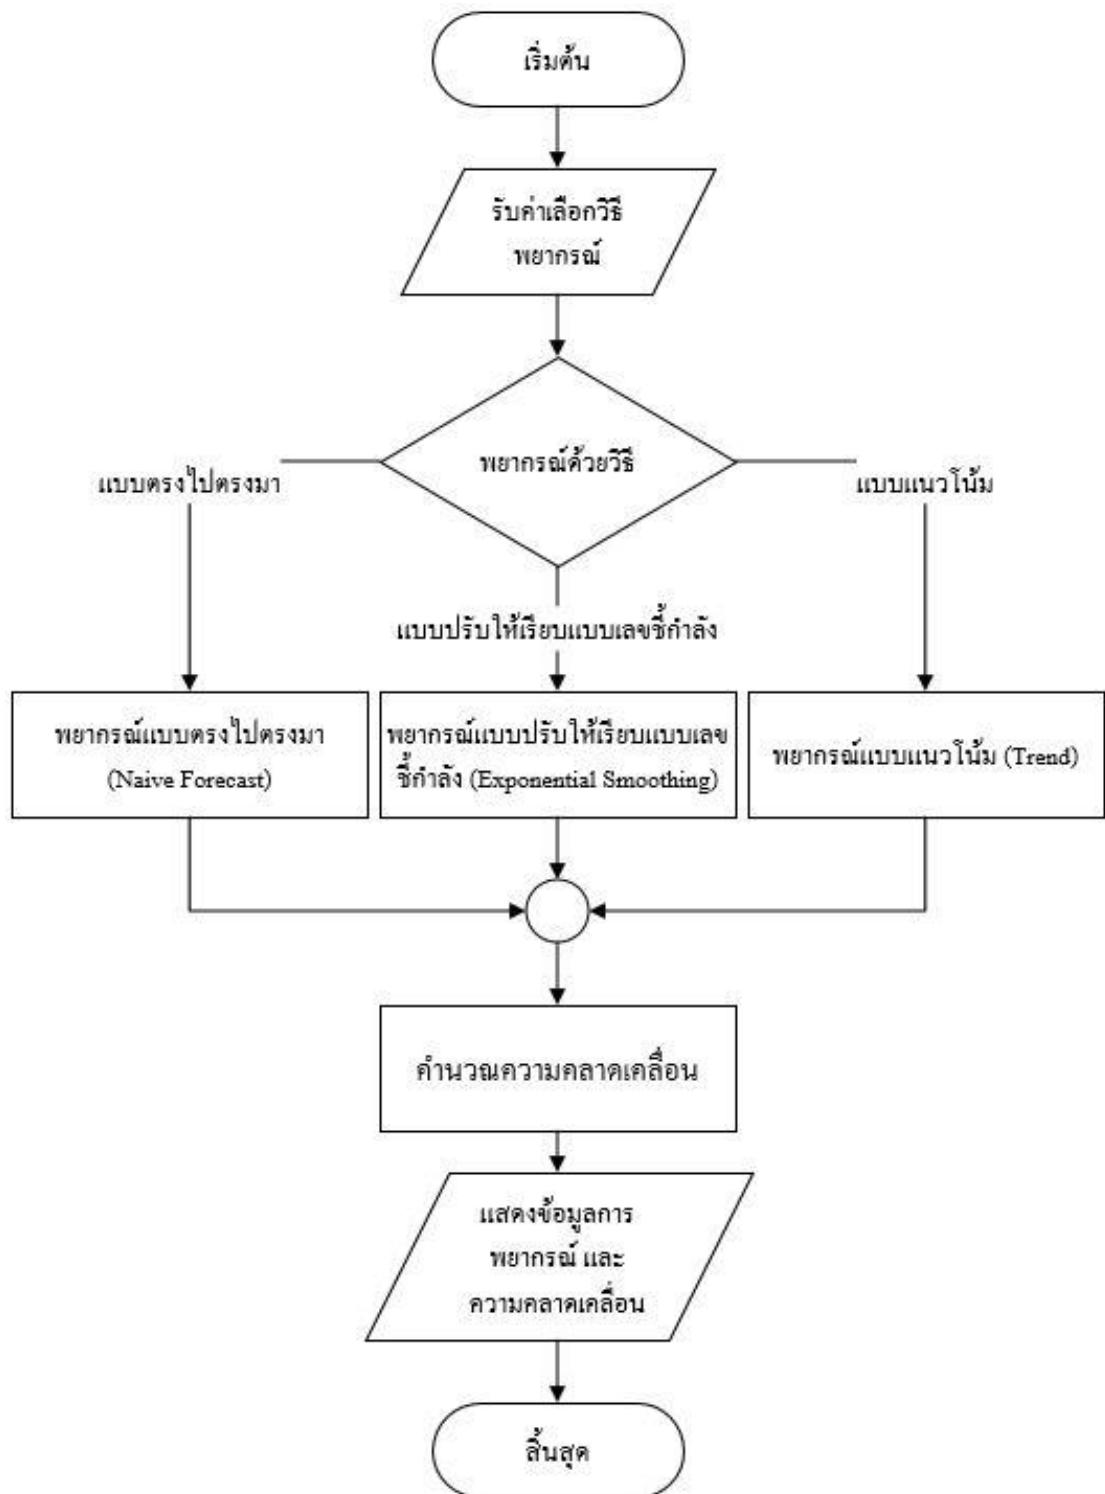 เริ่มต้น
รับค่าเลือกวิธี
พยากรณ์
พยากรณ์ด้วยวิธี
แบบตรงไปตรงมา
แบบแนวโน้ม
แบบปรับให้เรียบแบบเลขชี้กำลัง
พยากรณ์แบบตรงไปตรงมา
(Naive Forecast)
พยากรณ์แบบปรับให้เรียบแบบเลข
ชี้กำลัง (Exponential Smoothing)
พยากรณ์แบบแนวโน้ม (Trend)
คำนวณความคลาดเคลื่อน
แสดงข้อมูลการ
พยากรณ์ และ
ความคลาดเคลื่อน
สิ้นสุด